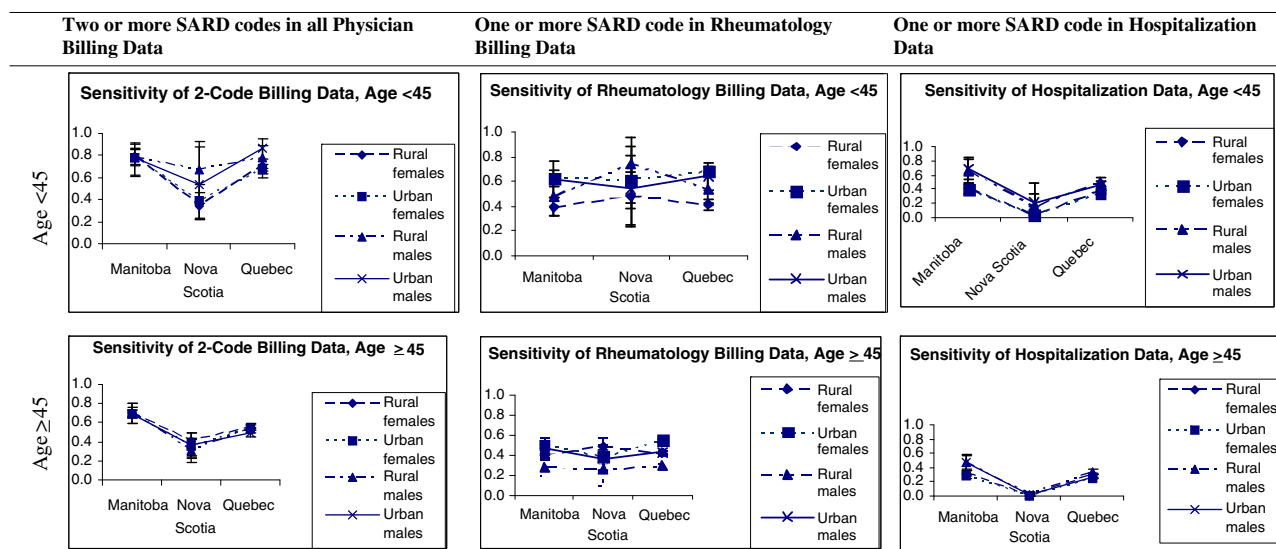 Two or more SARD codes in all Physician
Billing Data
One or more SARD code in Rheumatology
Billing Data
One or more SARD code in Hospitalization
Data
Age <45
Sensitivity of 2-Code Billing Data, Age <45
1.0
0.8
0.6
0.4
0.2
0.0
Manitoba
Nova
Scotia
Quebec
Rural
females
Urban
females
Rural
males
Urban
males
Sensitivity of Rheumatology Billing Data, Age <45
1.0
0.8
0.6
0.4
0.2
0.0
Manitoba
Nova
Scotia
Quebec
Rural
females
Urban
females
Rural
males
Urban
males
Sensitivity of Hospitalization Data, Age <45
1.0
0.8
0.6
0.4
0.2
0.0
Manitoba
Nova Scotia
Quebec
Rural
females
Urban
females
Rural
males
Urban
males
Age ≥45
Sensitivity of 2-Code Billing Data, Age ≥45
1.0
0.8
0.6
0.4
0.2
0.0
Manitoba
Nova
Scotia
Quebec
Rural
females
Urban
females
Rural
males
Urban
males
Sensitivity of Rheumatology Billing Data, Age ≥45
1.0
0.8
0.6
0.4
0.2
0.0
Manitoba
Nova
Scotia
Quebec
Rural
females
Urban
females
Rural
males
Urban
males
Sensitivity of Hospitalization Data, Age ≥45
1.0
0.8
0.6
0.4
0.2
0.0
Manitoba
Nova
Scotia
Quebec
Rural
females
Urban
females
Rural
males
Urban
males